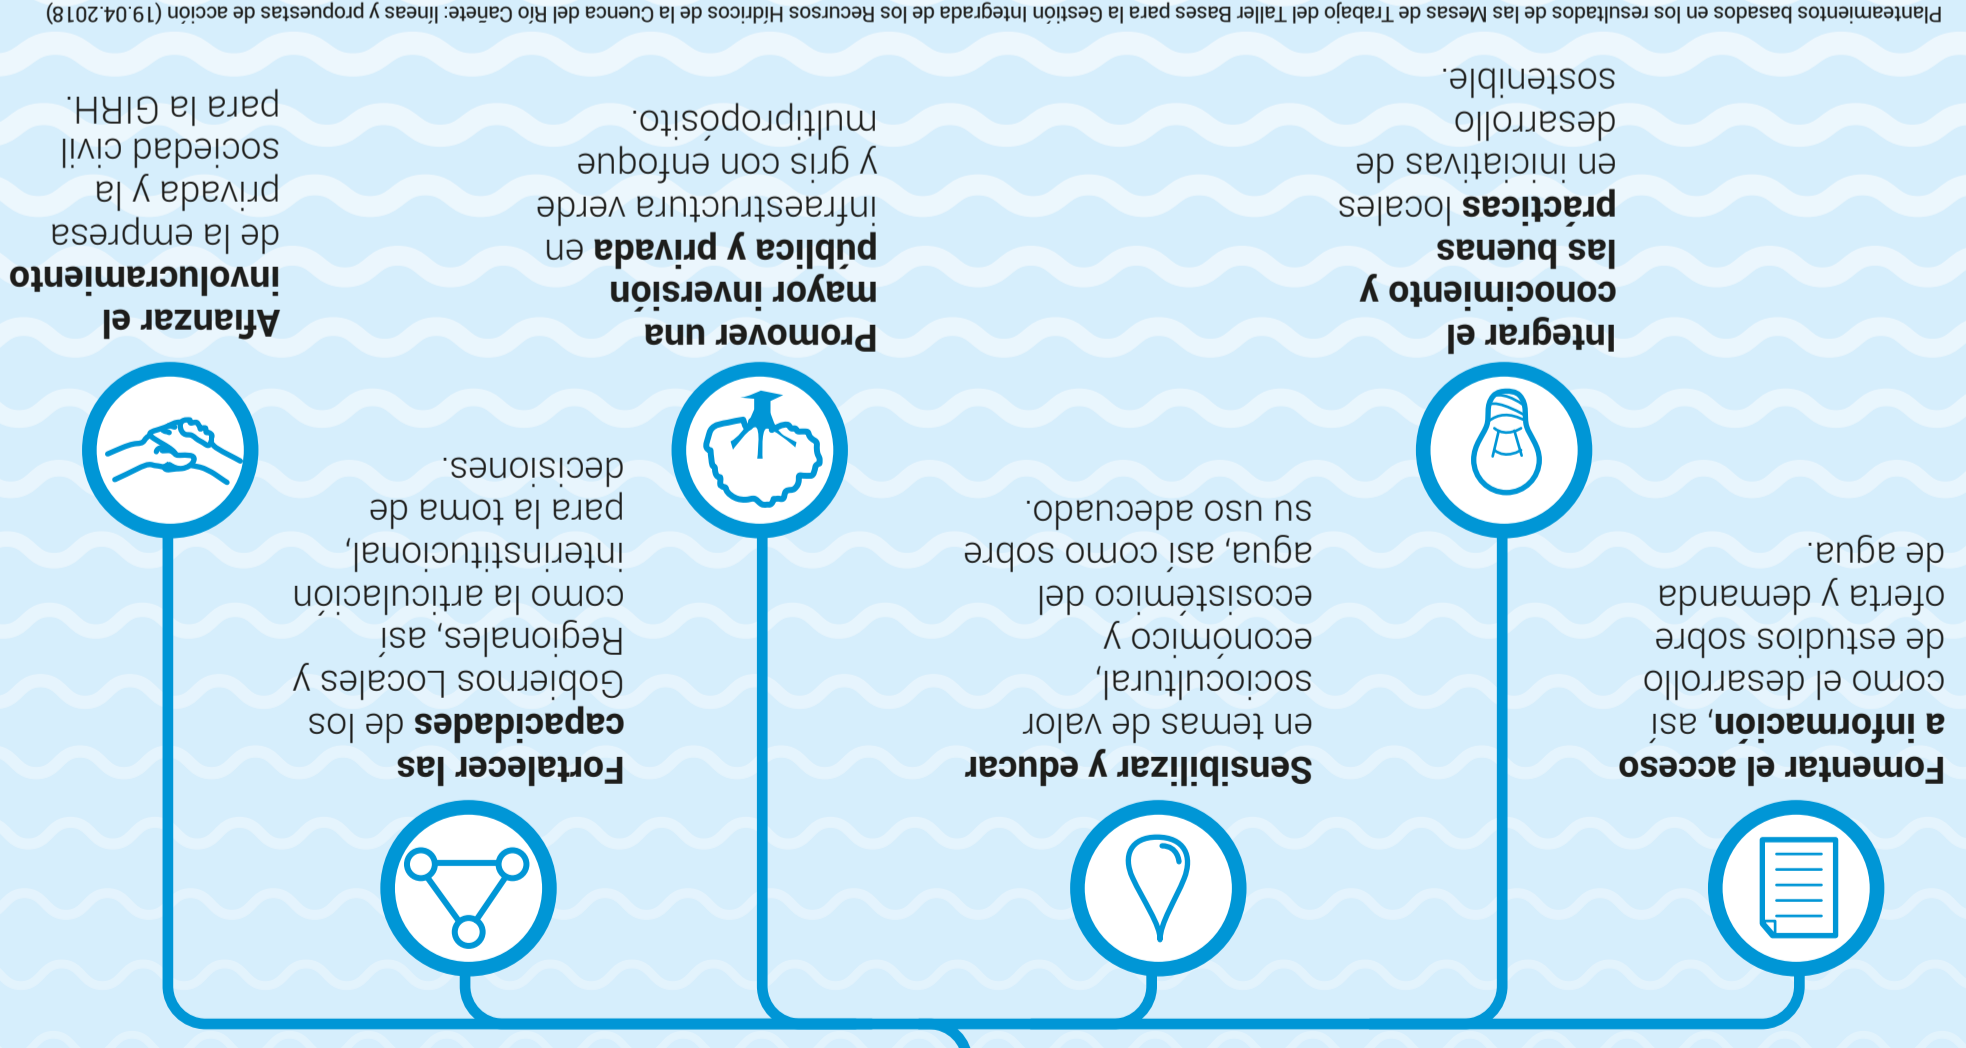 Fomentar el acceso
a información, así
como el desarrollo
de estudios sobre
oferta y demanda
de agua.
Integrar el
conocimiento y
las buenas
prácticas locales
en iniciativas de
desarrollo
sostenible.
Sensibilizar y educar
en temas de valor
sociocultural,
económico y
ecosistémico del
agua, así como sobre
su uso adecuado.
Promover una
mayor inversión
pública y privada en
infraestructura verde
y gris con enfoque
multipropósito.
Fortalecer las
capacidades de los
Gobiernos Locales y
Regionales, así
como la articulación
interinstitucional,
para la toma de
decisiones.
Afianzar el
involucramiento
de la empresa
privada y la
sociedad civil
para la GIRH.
Planteamientos basados en los resultados de las Mesas de Trabajo del Taller Bases para la Gestión Integrada de los Recursos Hídricos de la Cuenca del Río Cañete: líneas y propuestas de acción (19.04.2018)